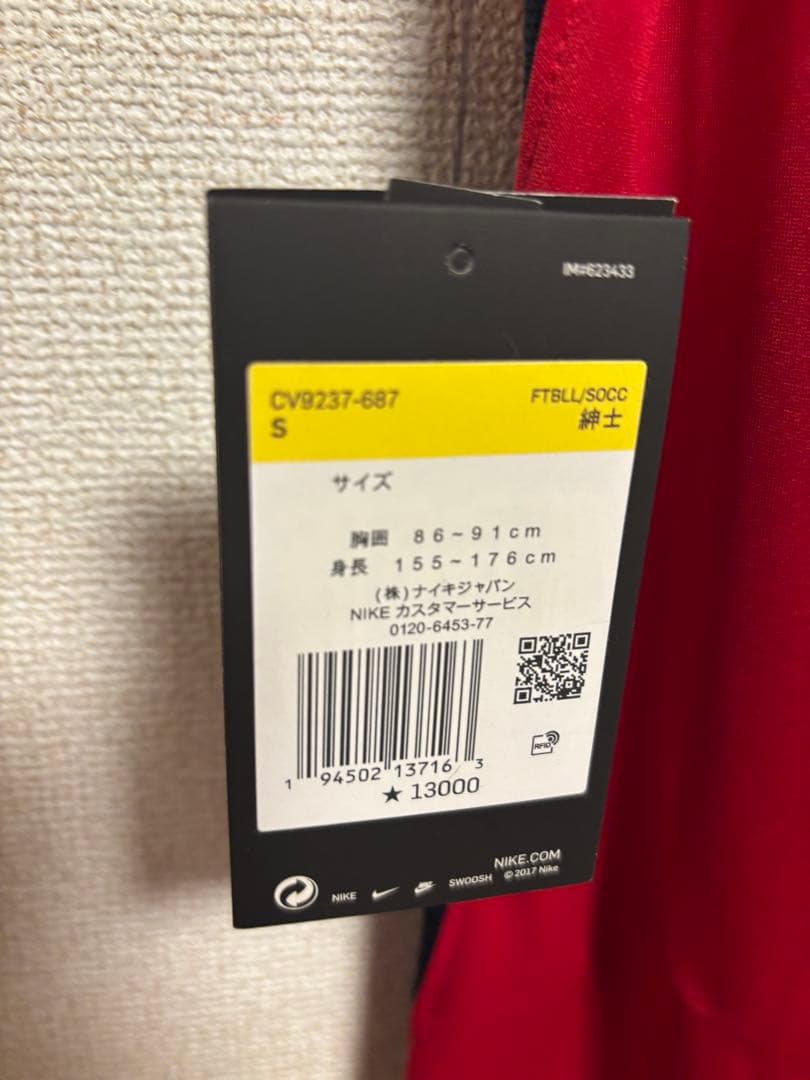 IM#623433
CV9237-687
S
FTBLL/SOCC
紳士
サイズ
胸囲 86~91cm
身長 155~176cm
(株)ナイキジャパン
NIKE カスタマーサービス
0120-6453-77
RFID
1 94502 13716 3
★ 13000
NIKE.COM
© 2017 Nike
NIKE
SWOOSH